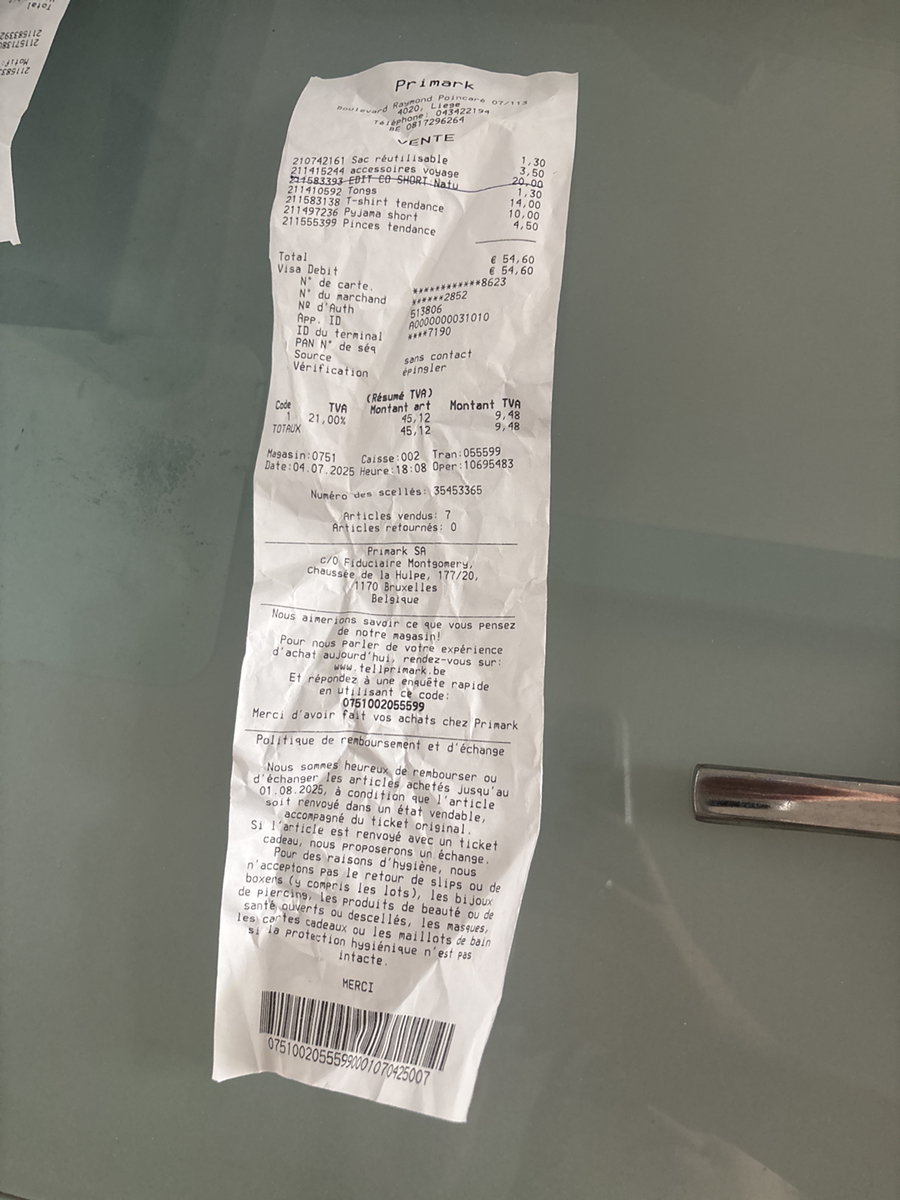 Total
Primark
Boulevard Raymond Poincaré 07/113
4020, Liege
Téléphone: 043422194
BE 0817296264
VENTE
210742161 Sac réutilisable 1,30
211415244 accessoires voyage 3,50
211583393 EDIT CO SHORT Natu 20,00
211410592 Tongs 1,30
211583138 T-shirt tendance 14,00
211497236 Pyjama short 10,00
211555399 Pinces tendance 4,50
Total € 54,60
Visa Debit € 54,60
N° de carte. ************8623
N° du marchand ******2852
Nº d'Auth 513806
App. ID A0000000031010
ID du terminal ****7190
PAN N° de séq
Source sans contact
Vérification épingler
(Résumé TVA)
Code TVA Montant art Montant TVA
1 21,00% 45,12 9,48
TOTAUX 45,12 9,48
Magasin:0751 Caisse:002 Tran:055599
Date:04.07.2025 Heure:18:08 Oper:10695483
Numéro des scellés: 35453365
Articles vendus: 7
Articles retournés: 0
Primark SA
C/O Fiduciaire Montgomery,
Chaussée de la Hulpe, 177/20,
1170 Bruxelles
Belgique
Nous aimerions savoir ce que vous pensez
de notre magasin!
Pour nous parler de votre expérience
d'achat aujourd'hui, rendez-vous sur:
www.tellprimark.be
Et répondez à une enquête rapide
en utilisant ce code:
0751002055599
Merci d'avoir fait vos achats chez Primark
Politique de remboursement et d'échange
Nous sommes heureux de rembourser ou
d'échanger les articles achetés jusqu'au
01.08.2025, à condition que l'article
soit renvoyé dans un état vendable,
accompagné du ticket original.
Si l'article est renvoyé avec un ticket
cadeau, nous proposerons un échange.
Pour des raisons d'hygiène, nous
n'acceptons pas le retour de slips ou de
boxers (y compris les lots), les bijoux
de piercing, les produits de beauté ou de
santé ouverts ou descellés, les masques,
les cartes cadeaux ou les maillots de bain
si la protection hygiénique n'est pas
intacte.
MERCI
07510020555990001070425007